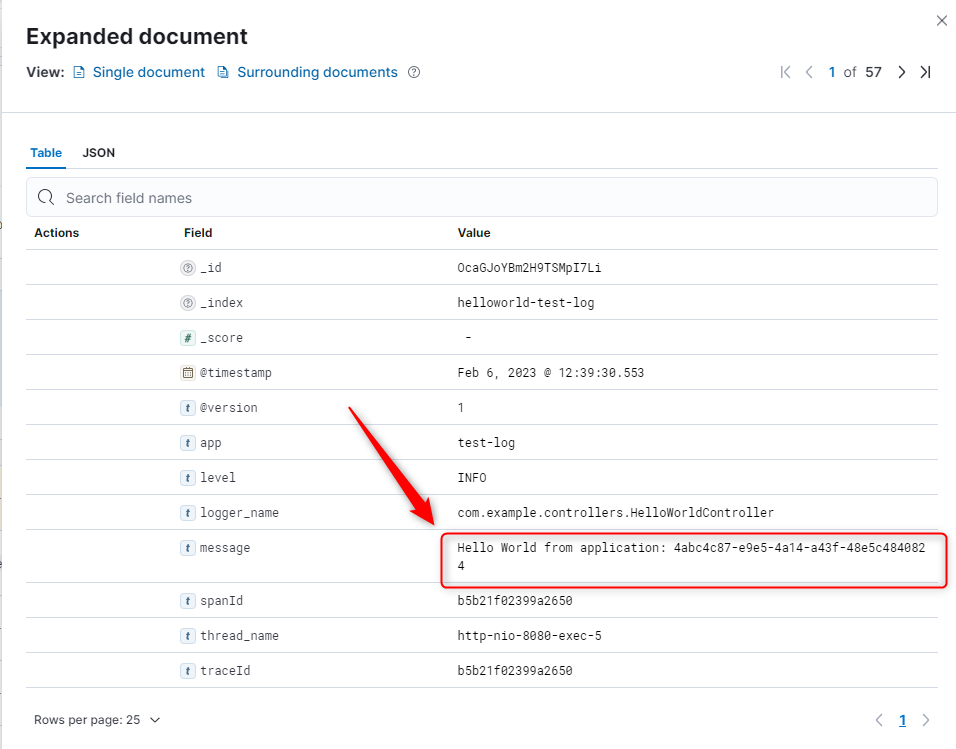 Expanded document
View: Single document Surrounding documents
1 of 57
Table JSON
Search field names
Actions Field Value
_id OcaGJoYBm2H9TSMpI7Li
_index helloworld-test-log
# _score -
@timestamp Feb 6, 2023 @ 12:39:30.553
t @version 1
t app test-log
t level INFO
t logger_name com.example.controllers.HelloWorldController
t message Hello World from application: 4abc4c87-e9e5-4a14-a43f-48e5c484082
4
t spanId b5b21f02399a2650
t thread_name http-nio-8080-exec-5
t traceId b5b21f02399a2650
Rows per page: 25
1